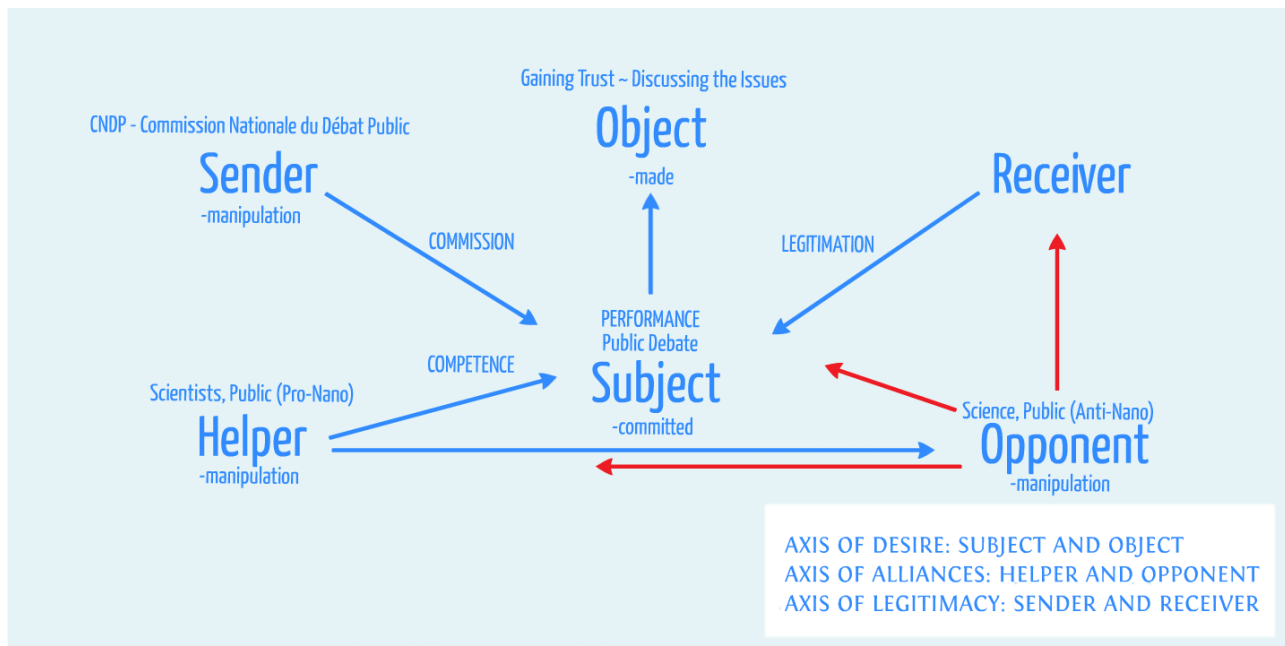 Gaining Trust ~ Discussing the Issues
Object
-made
CNDP - Commission Nationale du Débat Public
Sender
-manipulation
Receiver
COMMISSION
LEGITIMATION
PERFORMANCE
Public Debate
Subject
-committed
COMPETENCE
Scientists, Public (Pro-Nano)
Helper
-manipulation
Science, Public (Anti-Nano)
Opponent
-manipulation
AXIS OF DESIRE: SUBJECT AND OBJECT
AXIS OF ALLIANCES: HELPER AND OPPONENT
AXIS OF LEGITIMACY: SENDER AND RECEIVER